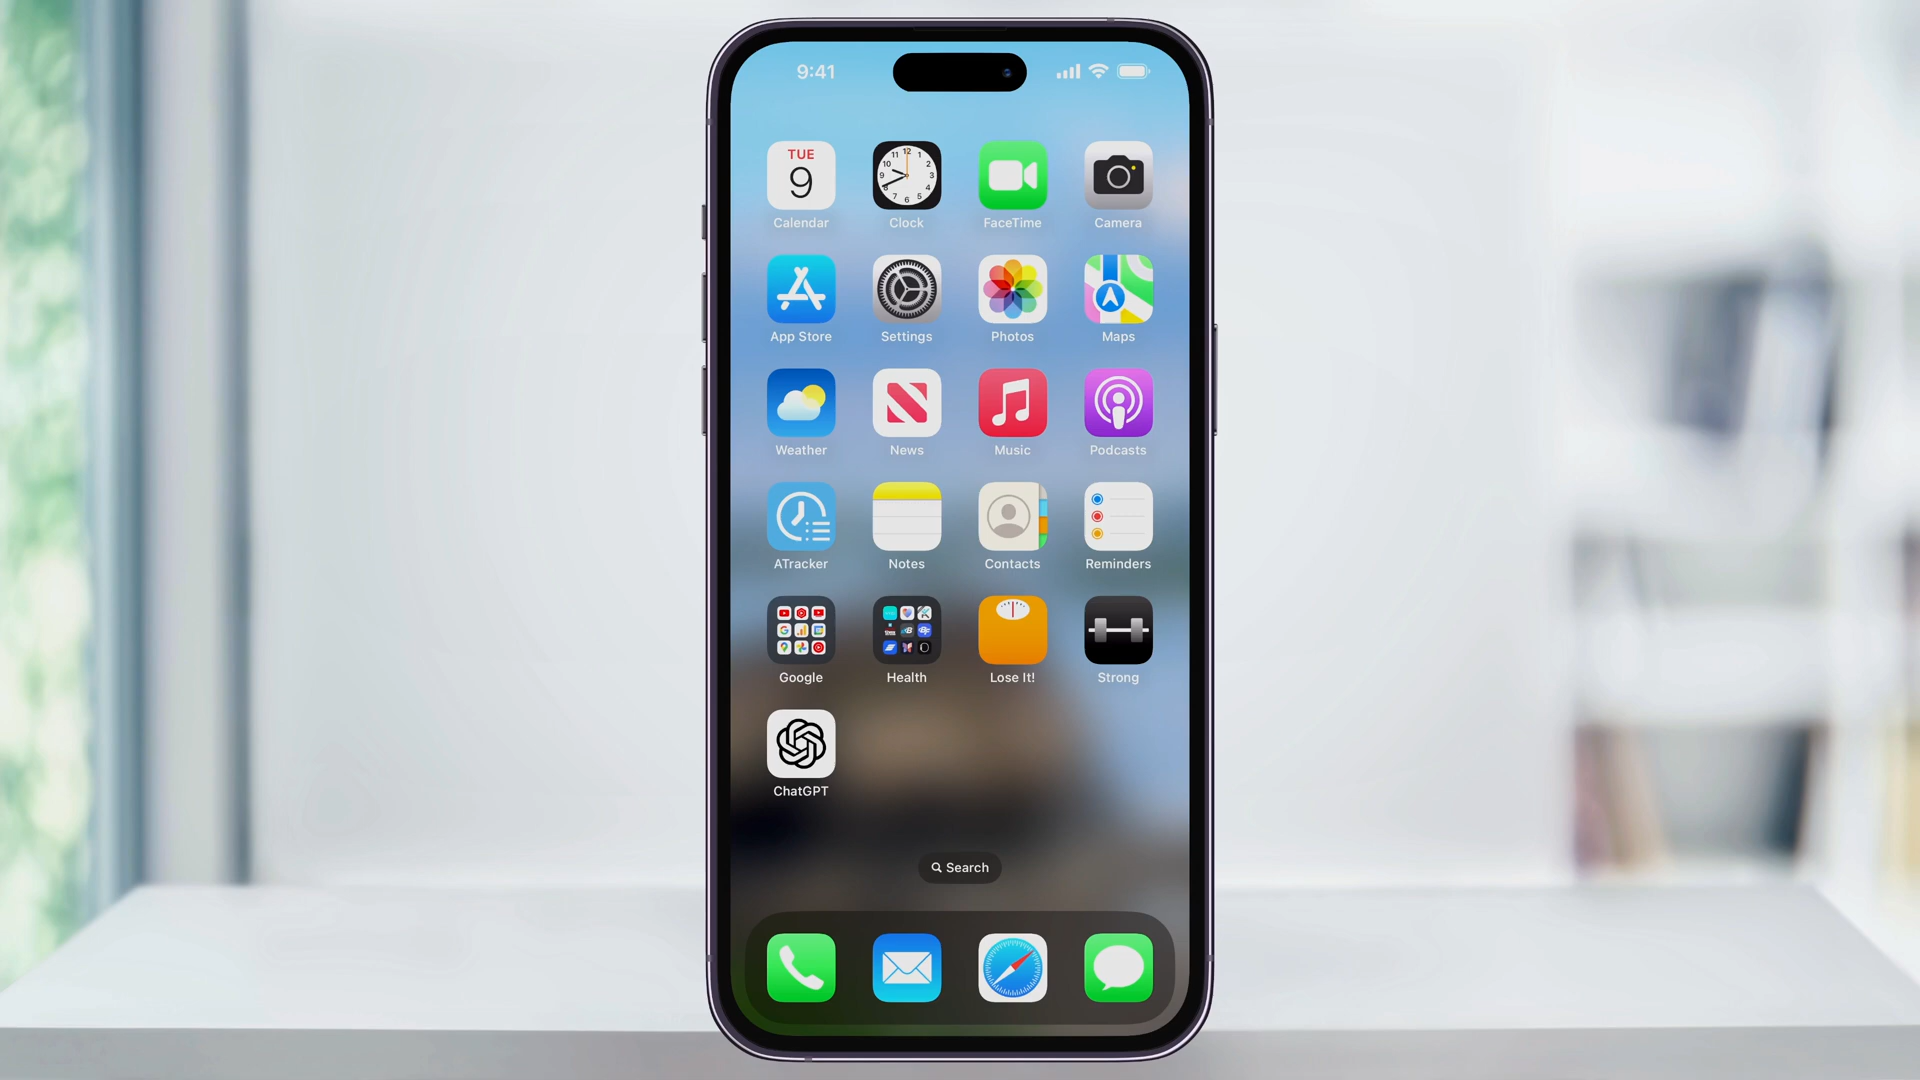 9:41
TUE
9
Calendar
Clock
FaceTime
Camera
App Store
Settings
Photos
Maps
Weather
News
Music
Podcasts
ATracker
Notes
Contacts
Reminders
Google
Health
Lose It!
Strong
ChatGPT
Search